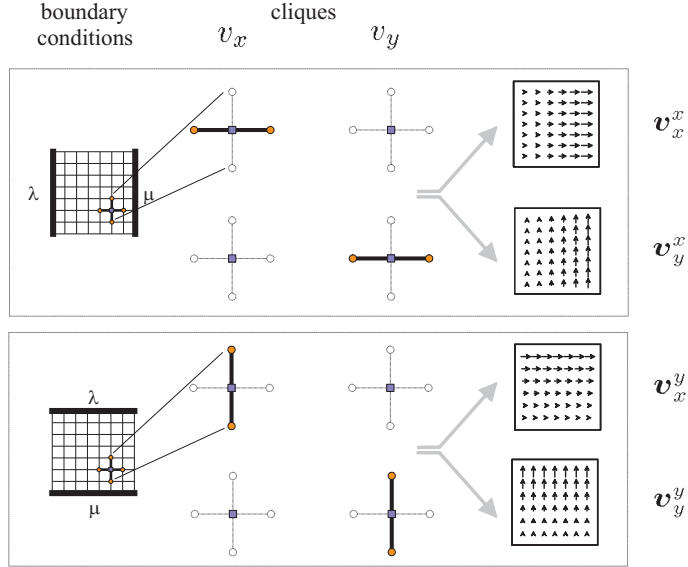 boundary conditions
cliques
v_x v_y
λ μ
v_x^x
v_y^x
λ
μ
v_x^y
v_y^y